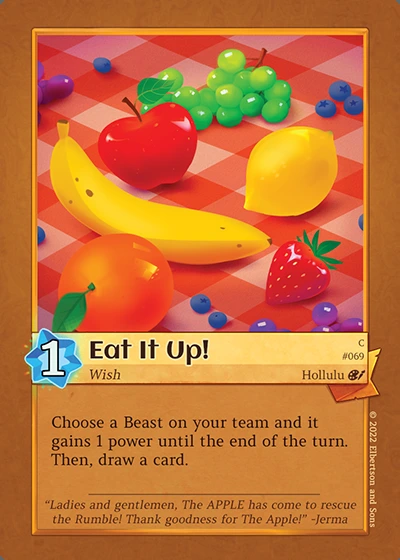 1
Eat It Up!
C
#069
Wish
Hollulu
Choose a Beast on your team and it
gains 1 power until the end of the turn.
Then, draw a card.
“Ladies and gentlemen, The APPLE has come to rescue
the Rumble! Thank goodness for The Apple!” -Jerma
© 2022 Elbertson and Sons